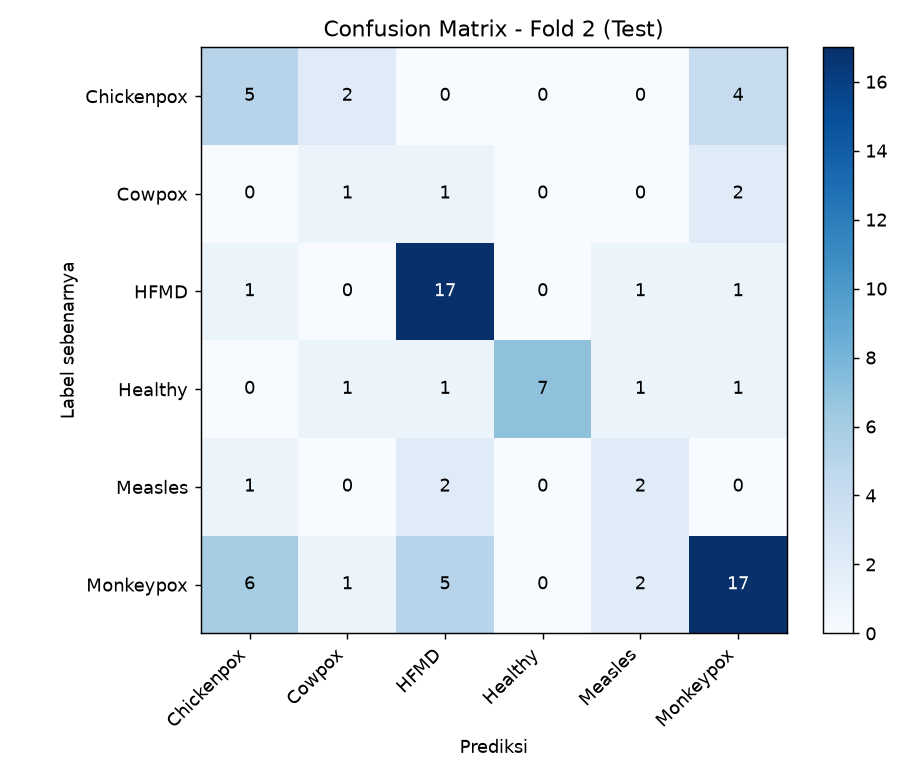 Confusion Matrix - Fold 2 (Test)
Label sebenarnya
Chickenpox 5 2 0 0 0 4
Cowpox 0 1 1 0 0 2
HFMD 1 0 17 0 1 1
Healthy 0 1 1 7 1 1
Measles 1 0 2 0 2 0
Monkeypox 6 1 5 0 2 17
Chickenpox Cowpox HFMD Healthy Measles Monkeypox
Prediksi
16
14
12
10
8
6
4
2
0